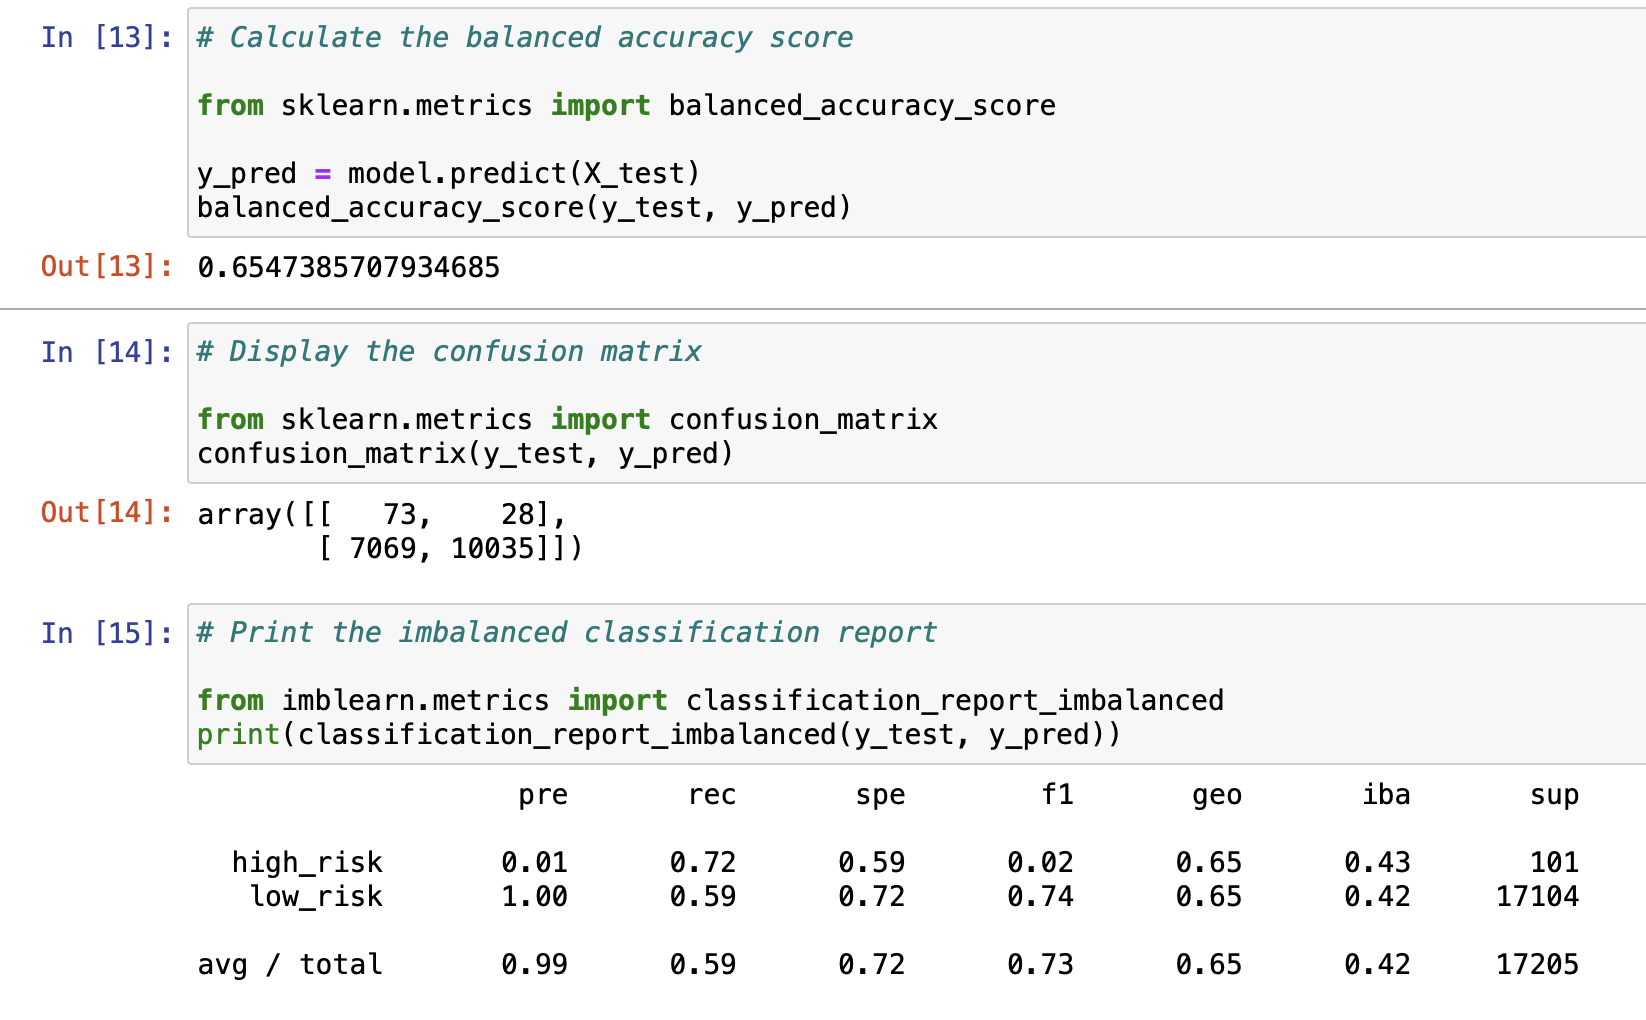 In [13]: # Calculate the balanced accuracy score
from sklearn.metrics import balanced_accuracy_score
y_pred = model.predict(X_test)
balanced_accuracy_score(y_test, y_pred)
Out[13]: 0.6547385707934685
In [14]: # Display the confusion matrix
from sklearn.metrics import confusion_matrix
confusion_matrix(y_test, y_pred)
Out[14]: array([[   73,    28],
       [ 7069, 10035]])
In [15]: # Print the imbalanced classification report
from imblearn.metrics import classification_report_imbalanced
print(classification_report_imbalanced(y_test, y_pred))
                   pre       rec       spe        f1       geo       iba       sup
  high_risk       0.01      0.72      0.59      0.02      0.65      0.43       101
   low_risk       1.00      0.59      0.72      0.74      0.65      0.42     17104
avg / total       0.99      0.59      0.72      0.73      0.65      0.42     17205